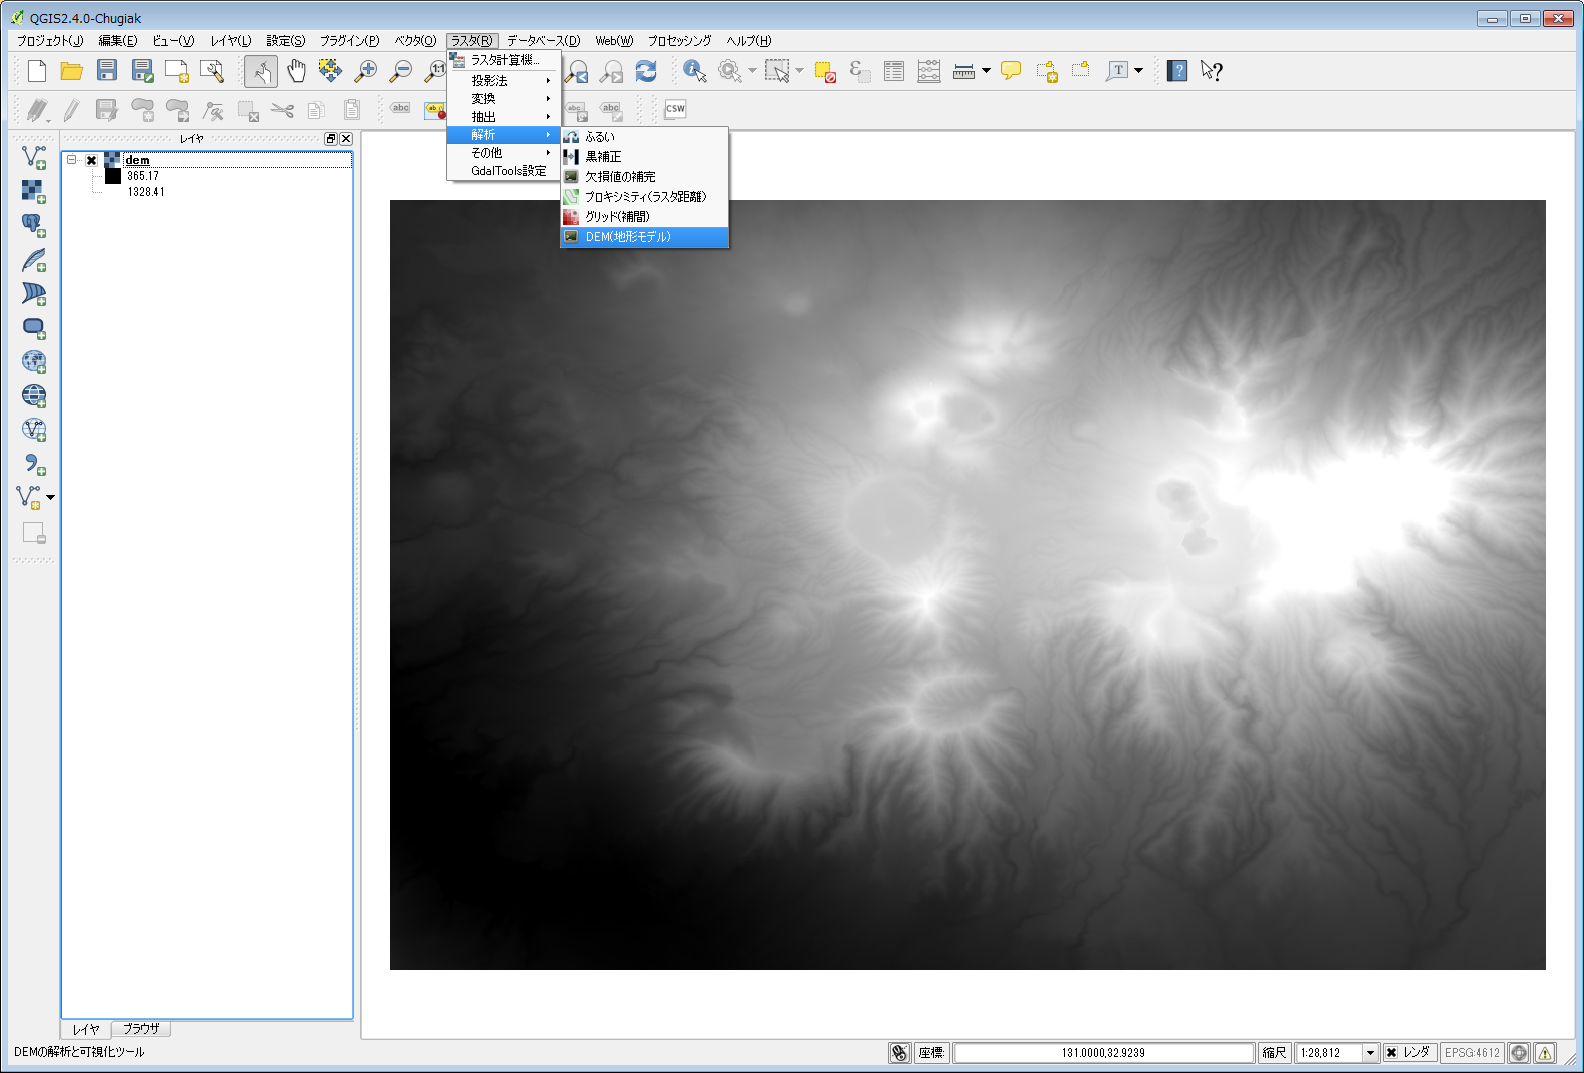 QGIS2.4.0-Chugiak
プロジェクト(J) 編集(E) ビュー(V) レイヤ(L) 設定(S) プラグイン(P) ベクタ(O) ラスタ(R) データベース(D) Web(W) プロセッシング ヘルプ(H)
ラスタ計算機...
投影法
変換
抽出
解析
その他
GdalTools設定
ふるい
黒補正
欠損値の補完
プロキシミティ(ラスタ距離)
グリッド(補間)
DEM(地形モデル)
1:1
T
?
?
abc
ab
abc
abc
CSW
レイヤ
dem
365.17
1328.41
レイヤ ブラウザ
DEMの解析と可視化ツール
座標: 131.0000,32.9239 縮尺 1:28,812 レンダ EPSG:4612